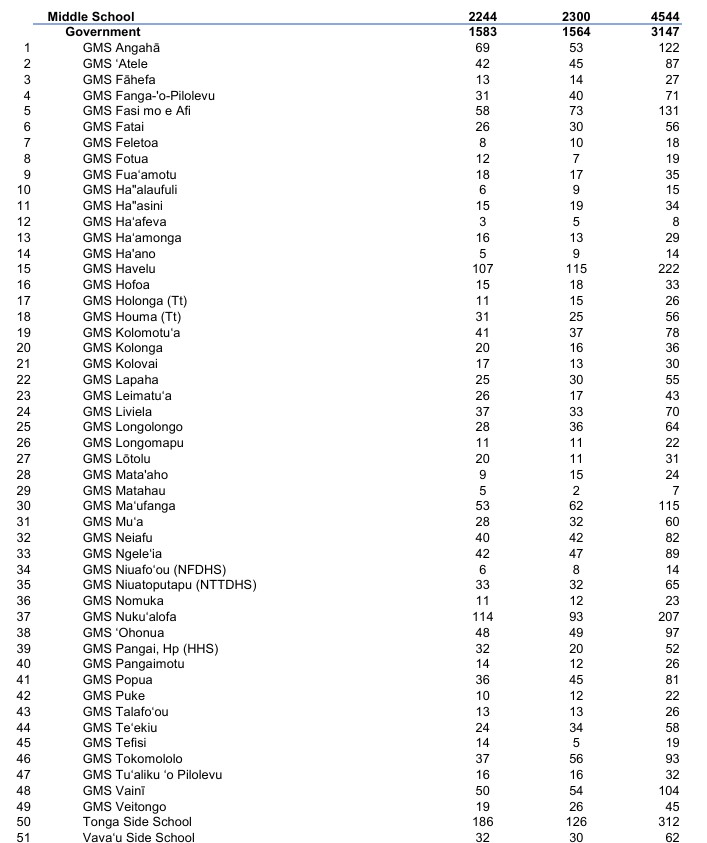 Middle School 2244 2300 4544
Government 1583 1564 3147
1 GMS Angahā 69 53 122
2 GMS ‘Atele 42 45 87
3 GMS Fāhefa 13 14 27
4 GMS Fanga-'o-Pilolevu 31 40 71
5 GMS Fasi mo e Afi 58 73 131
6 GMS Fatai 26 30 56
7 GMS Feletoa 8 10 18
8 GMS Fotua 12 7 19
9 GMS Fua‘amotu 18 17 35
10 GMS Ha"alaufuli 6 9 15
11 GMS Ha"asini 15 19 34
12 GMS Ha‘afeva 3 5 8
13 GMS Ha‘amonga 16 13 29
14 GMS Ha'ano 5 9 14
15 GMS Havelu 107 115 222
16 GMS Hofoa 15 18 33
17 GMS Holonga (Tt) 11 15 26
18 GMS Houma (Tt) 31 25 56
19 GMS Kolomotu‘a 41 37 78
20 GMS Kolonga 20 16 36
21 GMS Kolovai 17 13 30
22 GMS Lapaha 25 30 55
23 GMS Leimatu‘a 26 17 43
24 GMS Liviela 37 33 70
25 GMS Longolongo 28 36 64
26 GMS Longomapu 11 11 22
27 GMS Lōtolu 20 11 31
28 GMS Mata'aho 9 15 24
29 GMS Matahau 5 2 7
30 GMS Ma‘ufanga 53 62 115
31 GMS Mu‘a 28 32 60
32 GMS Neiafu 40 42 82
33 GMS Ngele‘ia 42 47 89
34 GMS Niuafo‘ou (NFDHS) 6 8 14
35 GMS Niuatoputapu (NTTDHS) 33 32 65
36 GMS Nomuka 11 12 23
37 GMS Nuku‘alofa 114 93 207
38 GMS ‘Ohonua 48 49 97
39 GMS Pangai, Hp (HHS) 32 20 52
40 GMS Pangaimotu 14 12 26
41 GMS Popua 36 45 81
42 GMS Puke 10 12 22
43 GMS Talafo‘ou 13 13 26
44 GMS Te‘ekiu 24 34 58
45 GMS Tefisi 14 5 19
46 GMS Tokomololo 37 56 93
47 GMS Tu‘aliku ‘o Pilolevu 16 16 32
48 GMS Vainī 50 54 104
49 GMS Veitongo 19 26 45
50 Tonga Side School 186 126 312
51 Vava‘u Side School 32 30 62